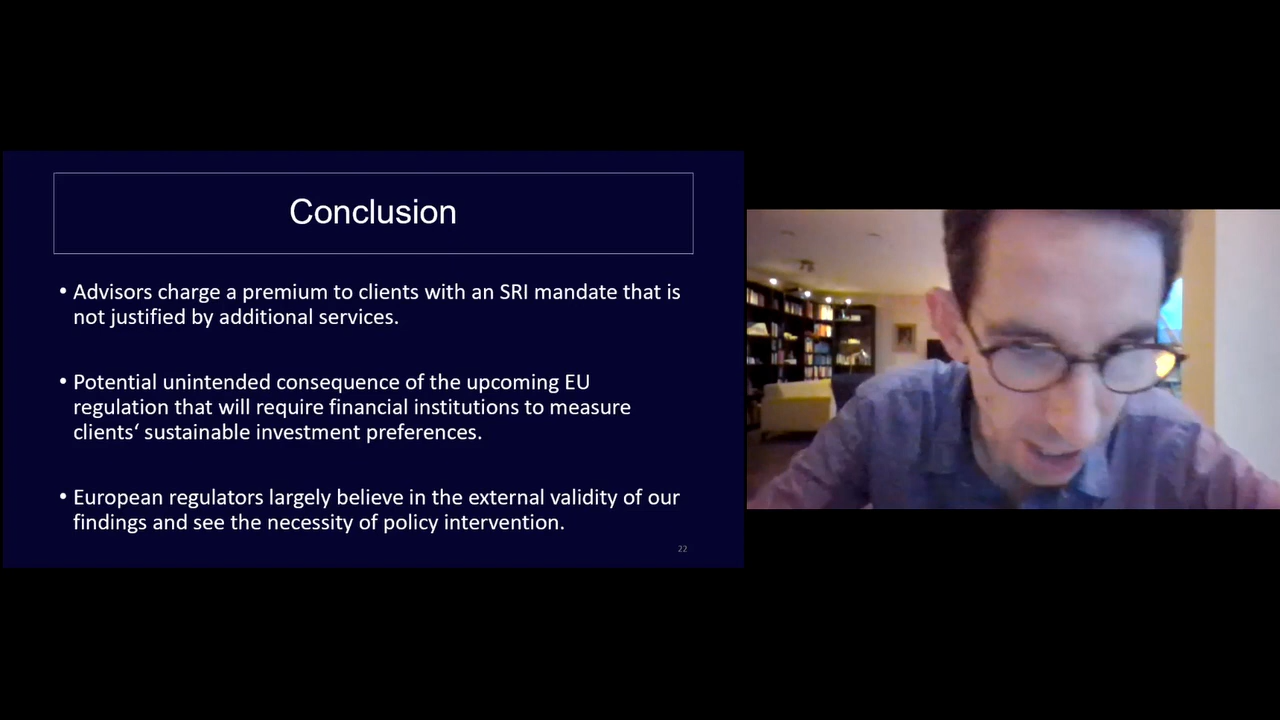 Conclusion
• Advisors charge a premium to clients with an SRI mandate that is
not justified by additional services.
• Potential unintended consequence of the upcoming EU
regulation that will require financial institutions to measure
clients‘ sustainable investment preferences.
• European regulators largely believe in the external validity of our
findings and see the necessity of policy intervention.
22